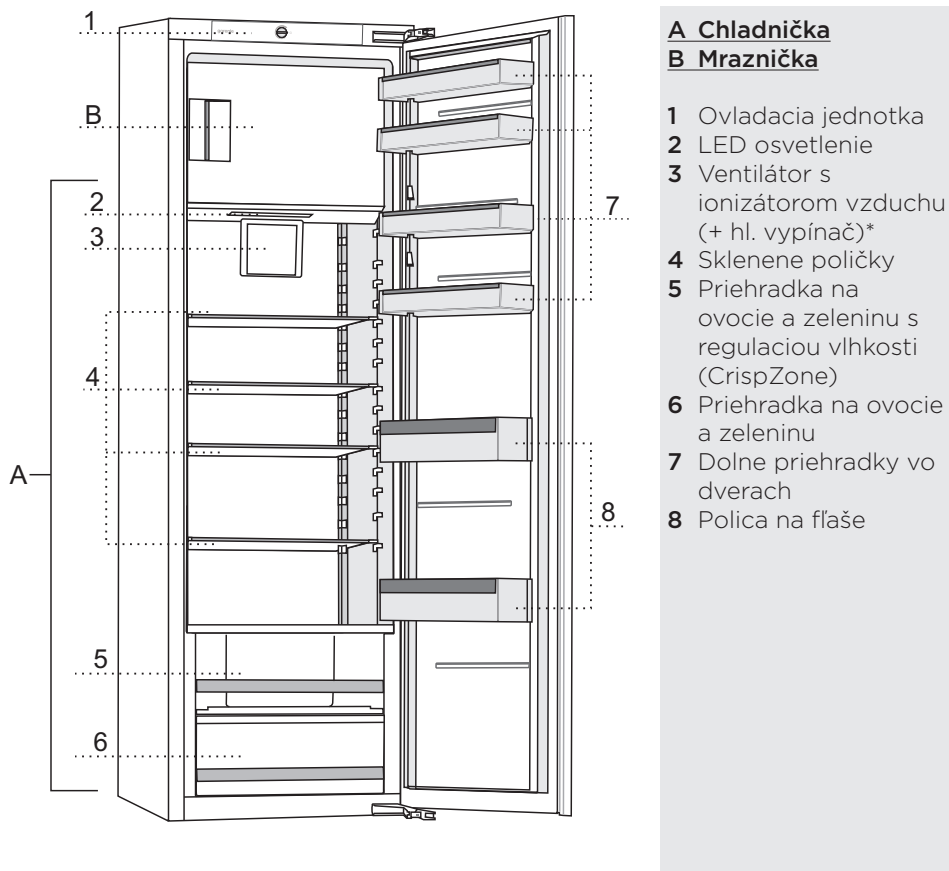 1
B
2
3
4
A
5
6
7
8
A Chladnička
B Mraznička
1 Ovladacia jednotka
2 LED osvetlenie
3 Ventilátor s
ionizátorom vzduchu
(+ hl. vypínač)*
4 Sklenene poličky
5 Priehradka na
ovocie a zeleninu s
regulaciou vlhkosti
(CrispZone)
6 Priehradka na ovocie
a zeleninu
7 Dolne priehradky vo
dverach
8 Polica na fľaše